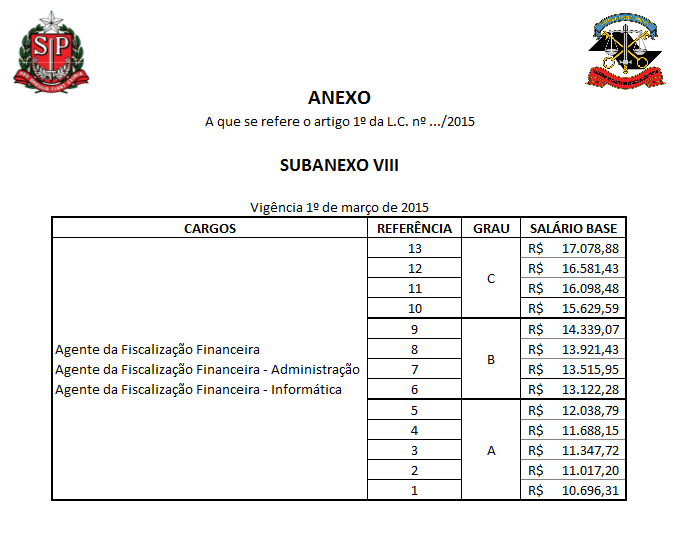 SP
ANEXO
A que se refere o artigo 1º da L.C. nº .../2015
SUBANEXO VIII
Vigência 1º de março de 2015
CARGOS REFERÊNCIA GRAU SALÁRIO BASE
13 R$ 17.078,88
12 R$ 16.581,43
C
11 R$ 16.098,48
10 R$ 15.629,59
9 R$ 14.339,07
Agente da Fiscalização Financeira 8 R$ 13.921,43
B
Agente da Fiscalização Financeira - Administração 7 R$ 13.515,95
Agente da Fiscalização Financeira - Informática 6 R$ 13.122,28
5 R$ 12.038,79
4 R$ 11.688,15
3 A R$ 11.347,72
2 R$ 11.017,20
1 R$ 10.696,31